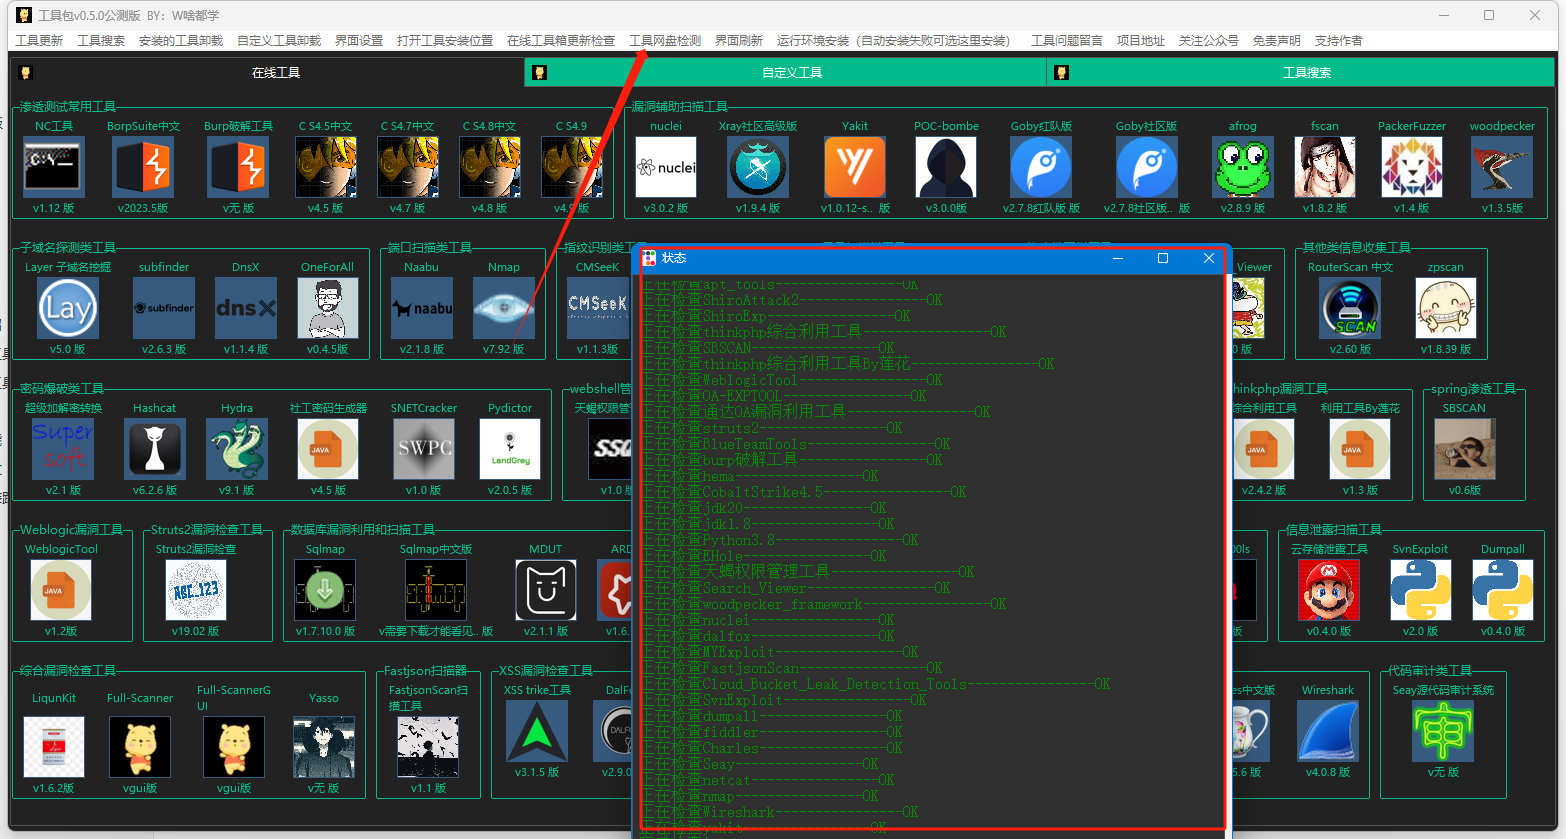 工具包v0.5.0公测版 BY：W啥都学
工具更新 工具搜索 安装的工具卸载 自定义工具卸载 界面设置 打开工具安装位置 在线工具箱更新检查 工具网盘检测 界面刷新 运行环境安装（自动安装失败可选这里安装） 工具问题留言 项目地址 关注公众号 免责声明 支持作者
在线工具 自定义工具 工具搜索
渗透测试常用工具
NC工具 BorpSuite中文 Burp破解工具 C S4.5中文 C S4.7中文 C S4.8中文 C S4.9
v1.12 版 v2023.5版 v无 版 v4.5 版 v4.7 版 v4.8 版 v4.9 版
漏洞辅助扫描工具
nuclei Xray社区高级版 Yakit POC-bombe Goby红队版 Goby社区版 afrog fscan PackerFuzzer woodpecker
nuclei
v3.0.2 版 v1.9.4 版 v1.0.12-s.. 版 v3.0.0版 v2.7.8红队版 版 v2.7.8社区版.. 版 v2.8.9 版 v1.8.2 版 v1.4 版 v1.3.5版
子域名探测类工具
Layer 子域名挖掘 subfinder DnsX OneForAll
Lay subfinder dnsX
v5.0 版 v2.6.3 版 v1.1.4 版 v0.4.5版
端口扫描类工具
Naabu Nmap
naabu
v2.1.8 版 v7.92 版
指纹识别类工
CMSeeK
CMSeeK
v1.1.3版
_Viewer
0 版
其他类信息收集工具
RouterScan 中文 zpscan
SCAN
v2.60 版 v1.8.39 版
密码爆破类工具
超级加解密转换 Hashcat Hydra 社工密码生成器 SNETCracker Pydictor
Super soft JAVA SWPC LandGrey
v2.1 版 v6.2.6 版 v9.1 版 v4.5 版 v1.0 版 v2.0.5 版
webshell管
天蝎权限管
v1.0 版
hinkphp漏洞工具
综合利用工具 利用工具By莲花
JAVA JAVA
v2.4.2 版 v1.3 版
spring渗透工具
SBSCAN
v0.6版
Weblogic漏洞工具
WeblogicTool
JAVA
v1.2版
Struts2漏洞检查工具
Struts2漏洞检查
ABC_123
v19.02 版
数据库漏洞利用和扫描工具
Sqlmap Sqlmap中文版 MDUT ARD
v1.7.10.0 版 v需要下载才能看见.. 版 v2.1.1 版 v1.6.
版
信息泄露扫描工具
云存储泄露工具 SvnExploit Dumpall
v0.4.0 版 v2.0 版 v0.4.0 版
综合漏洞检查工具
LiqunKit Full-Scanner Full-ScannerG
UI
Yasso
v1.6.2版 vgui版 vgui版 v无 版
Fastjson扫描器
FastjsonScan扫
描工具
v1.1 版
XSS漏洞检查工具
XSS trike工具 DalFo
v3.1.5 版 v2.9.0
es中文版 Wireshark
5.6 版 v4.0.8 版
代码审计类工具
Seay源代码审计系统
审
v无 版
状态
正在检查apt_tools----------------OK
正在检查ShiroAttack2----------------OK
正在检查ShiroExp----------------OK
正在检查thinkphp综合利用工具----------------OK
正在检查SBSCAN----------------OK
正在检查thinkphp综合利用工具By莲花----------------OK
正在检查WeblogicTool----------------OK
正在检查OA-EXPTOOL----------------OK
正在检查通达OA漏洞利用工具----------------OK
正在检查struts2----------------OK
正在检查BlueTeamTools----------------OK
正在检查burp破解工具----------------OK
正在检查hema----------------OK
正在检查CobaltStrike4.5----------------OK
正在检查jdk20----------------OK
正在检查jdk1.8----------------OK
正在检查Python3.8----------------OK
正在检查EHole----------------OK
正在检查天蝎权限管理工具----------------OK
正在检查Search_Viewer----------------OK
正在检查woodpecker_framework----------------OK
正在检查nuclei----------------OK
正在检查dalfox----------------OK
正在检查MYExploit----------------OK
正在检查FastjsonScan----------------OK
正在检查Cloud_Bucket_Leak_Detection_Tools----------------OK
正在检查SvnExploit----------------OK
正在检查dumpall----------------OK
正在检查fiddler----------------OK
正在检查Charles----------------OK
正在检查Seay----------------OK
正在检查netcat----------------OK
正在检查nmap----------------OK
正在检查Wireshark----------------OK
正在检查yakit----------------OK